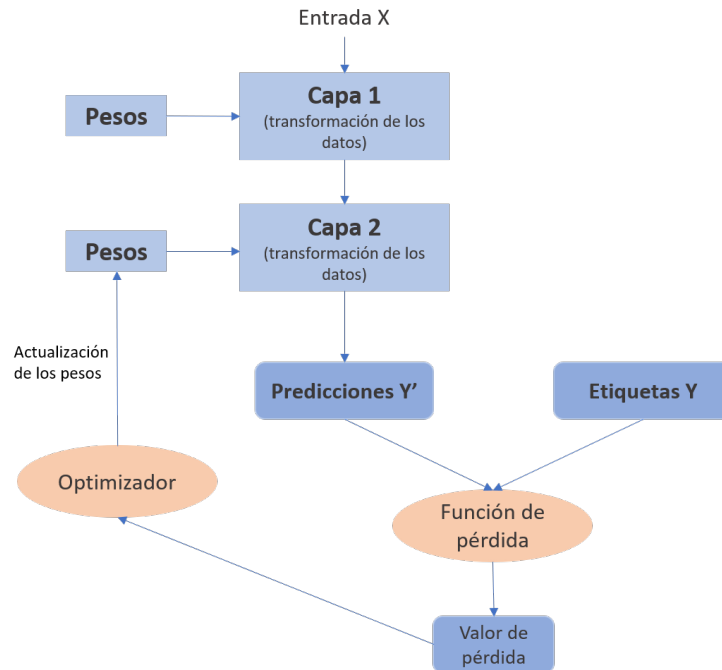 Entrada X
Capa 1
(transformación de los
datos)
Pesos
Capa 2
(transformación de los
datos)
Pesos
Actualización
de los pesos
Predicciones Y’
Etiquetas Y
Optimizador
Función de
pérdida
Valor de
pérdida